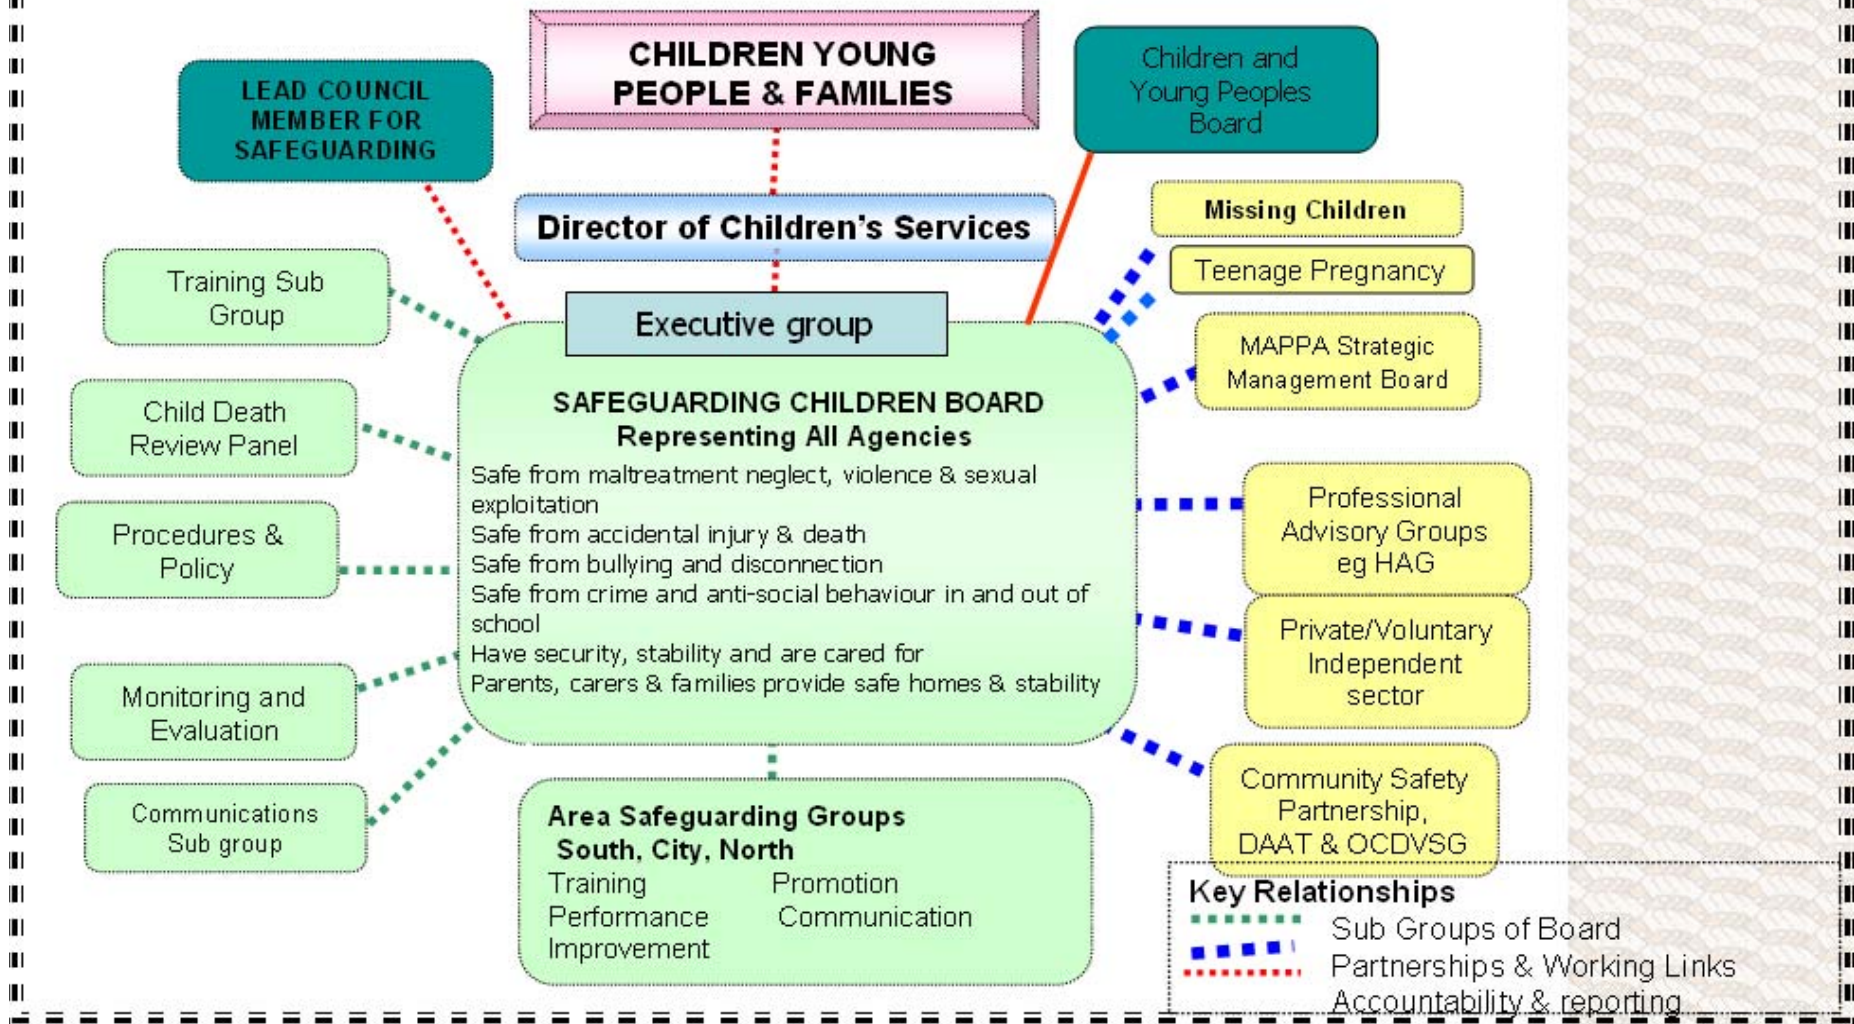 CHILDREN YOUNG
PEOPLE & FAMILIES
Children and
Young Peoples
Board
LEAD COUNCIL
MEMBER FOR
SAFEGUARDING
Director of Children's Services
Missing Children
Teenage Pregnancy
Training Sub
Group
Executive group
MAPPA Strategic
Management Board
Child Death
Review Panel
SAFEGUARDING CHILDREN BOARD
Representing All Agencies
Safe from maltreatment neglect, violence & sexual
exploitation
Safe from accidental injury & death
Safe from bullying and disconnection
Safe from crime and anti-social behaviour in and out of
school
Have security, stability and are cared for
Parents, carers & families provide safe homes & stability
Professional
Advisory Groups
eg HAG
Procedures &
Policy
Private/Voluntary
Independent
sector
Monitoring and
Evaluation
Community Safety
Partnership,
DAAT & OCDVSG
Communications
Sub group
Area Safeguarding Groups
South, City, North
Training Promotion
Performance Communication
Improvement
Key Relationships
Sub Groups of Board
Partnerships & Working Links
Accountability & reporting